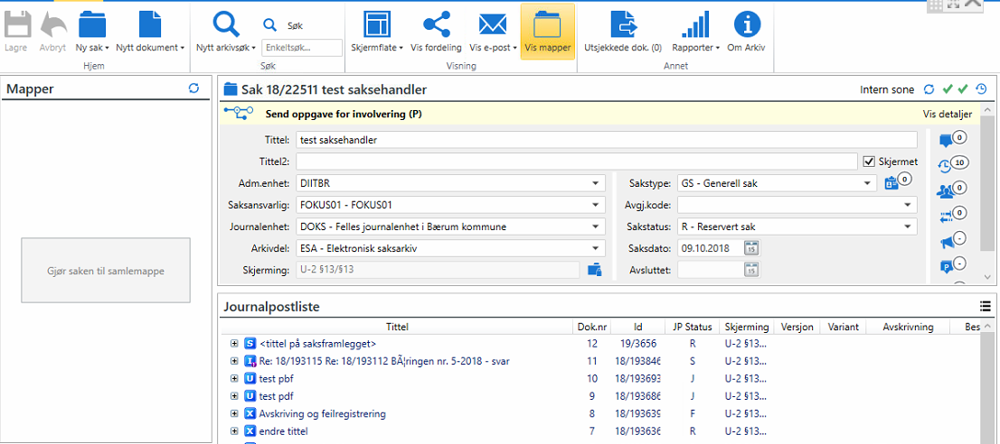 Lagre Avbryt Ny sak Nytt dokument Nytt arkivsøk Søk Enkeltsøk... Skjermflate Vis fordeling Vis e-post Vis mapper Utsjekkede dok. (0) Rapporter Om Arkiv
Hjem Søk Visning Annet
Mapper
Gjør saken til samlemappe
Sak 18/22511 test saksehandler Intern sone
Send oppgave for involvering (P) Vis detaljer
Tittel: test saksehandler
Tittel2: Skjermet
Adm.enhet: DIITBR Sakstype: GS - Generell sak
Saksansvarlig: FOKUS01 - FOKUS01 Avgj.kode:
Journalenhet: DOKS - Felles journalenhet i Bærum kommune Sakstatus: R - Reservert sak
Arkivdel: ESA - Elektronisk saksarkiv Saksdato: 09.10.2018 15
Skjerming: U-2 §13/§13 Avsluttet: 15
0
10
0
0
-
-
Journalpostliste
Tittel Dok.nr Id JP Status Skjerming Versjon Variant Avskrivning Bes
S <tittel på saksframlegget> 12 19/3656 R U-2 §13...
I Re: 18/193115 Re: 18/193112 BÃ¦ringen nr. 5-2018 - svar 11 18/193846 S U-2 §13...
U test pbf 10 18/193693 J U-2 §13...
U test pdf 9 18/193686 J U-2 §13...
X Avskriving og feilregistrering 8 18/193639 F U-2 §13...
X endre tittel 7 18/193636 R U-2 §13...